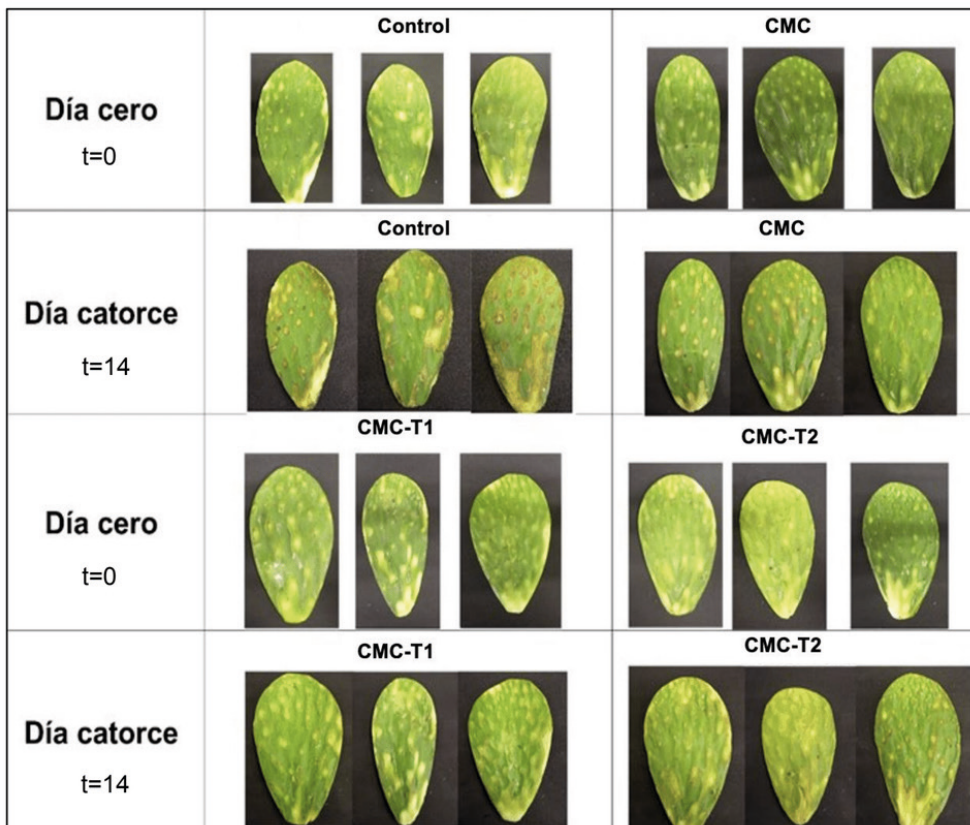 Control
CMC
Día cero
t=0
Control
CMC
Día catorce
t=14
CMC-T1
CMC-T2
Día cero
t=0
CMC-T1
CMC-T2
Día catorce
t=14